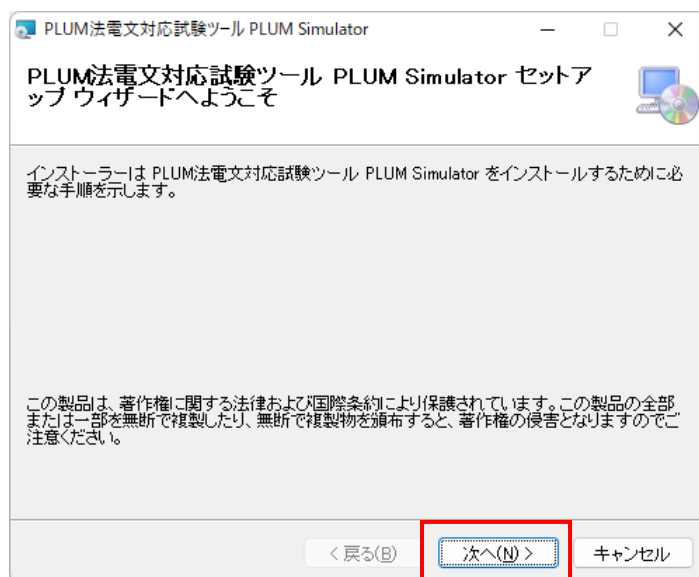 PLUM法電文対応試験ツール PLUM Simulator
PLUM法電文対応試験ツール PLUM Simulator セットア
ップ ウィザードへようこそ
インストーラーは PLUM法電文対応試験ツール PLUM Simulator をインストールするために必
要な手順を示します。
この製品は、著作権に関する法律および国際条約により保護されています。この製品の全部
または一部を無断で複製したり、無断で複製物を頒布すると、著作権の侵害となりますのでご
注意ください。
< 戻る(B)
次へ(N) >
キャンセル